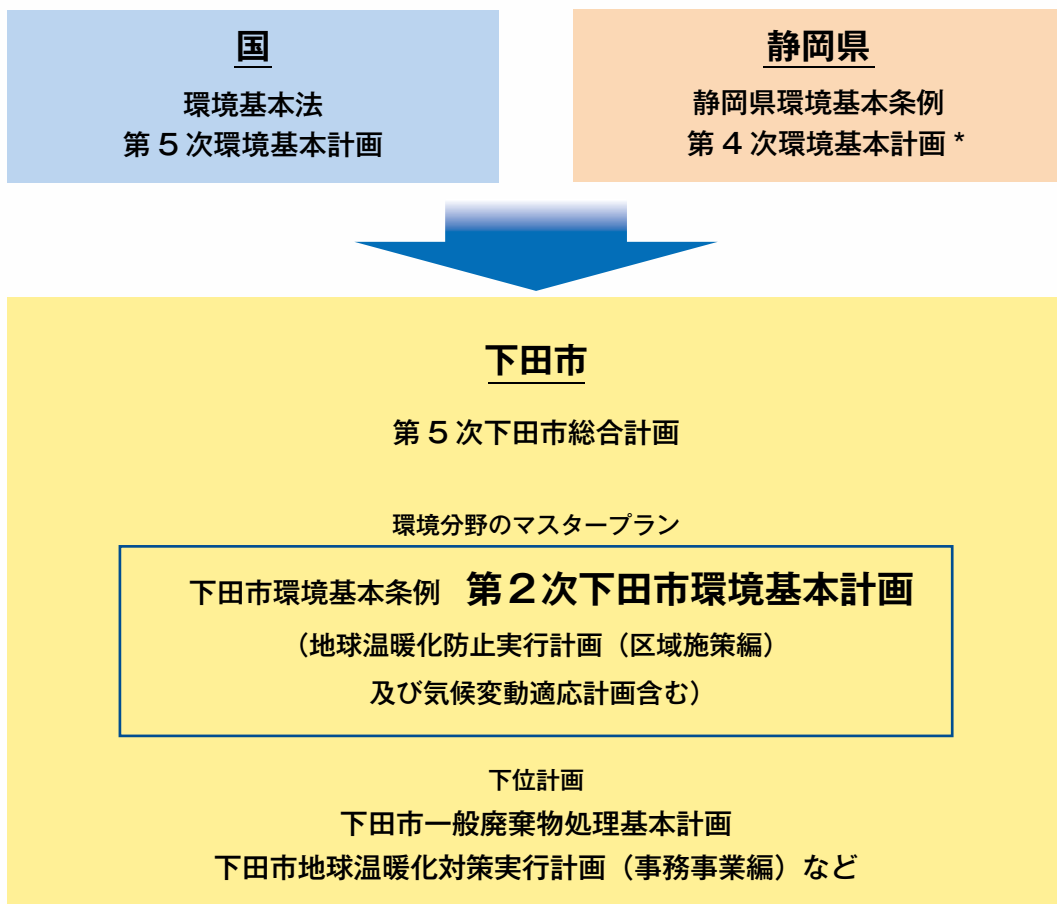 国
環境基本法
第5次環境基本計画
静岡県
静岡県環境基本条例
第4次環境基本計画*
下田市
第5次下田市総合計画
環境分野のマスタープラン
下田市環境基本条例 第2次下田市環境基本計画
(地球温暖化防止実行計画(区域施策編)
及び気候変動適応計画含む)
下位計画
下田市一般廃棄物処理基本計画
下田市地球温暖化対策実行計画(事務事業編)など